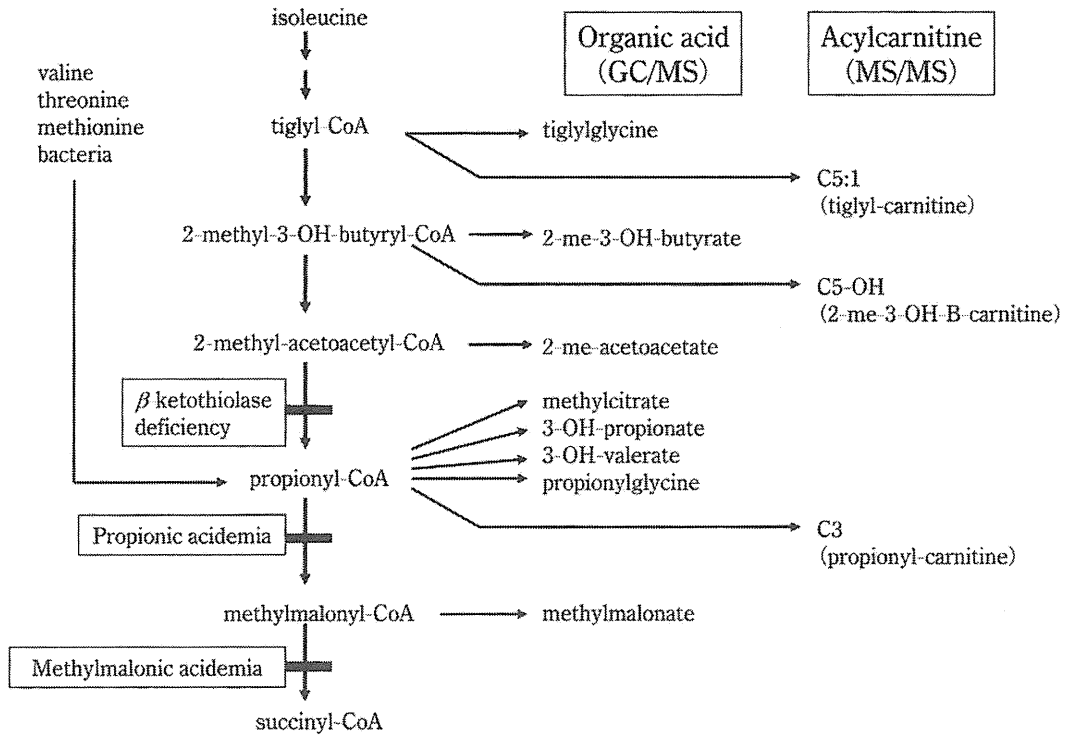 isoleucine
Organic acid
(GC/MS)
Acylcarnitine
(MS/MS)
valine
threonine
methionine
bacteria
tiglyl-CoA
tiglylglycine
C5:1
(tiglyl-carnitine)
2-methyl-3-OH-butyryl-CoA
2-me-3-OH-butyrate
C5-OH
(2-me-3-OH-B-carnitine)
2-methyl-acetoacetyl-CoA
2-me-acetoacetate
β ketothiolase
deficiency
methylcitrate
3-OH-propionate
3-OH-valerate
propionylglycine
propionyl-CoA
C3
(propionyl-carnitine)
Propionic acidemia
methylmalonyl-CoA
methylmalonate
Methylmalonic acidemia
succinyl-CoA